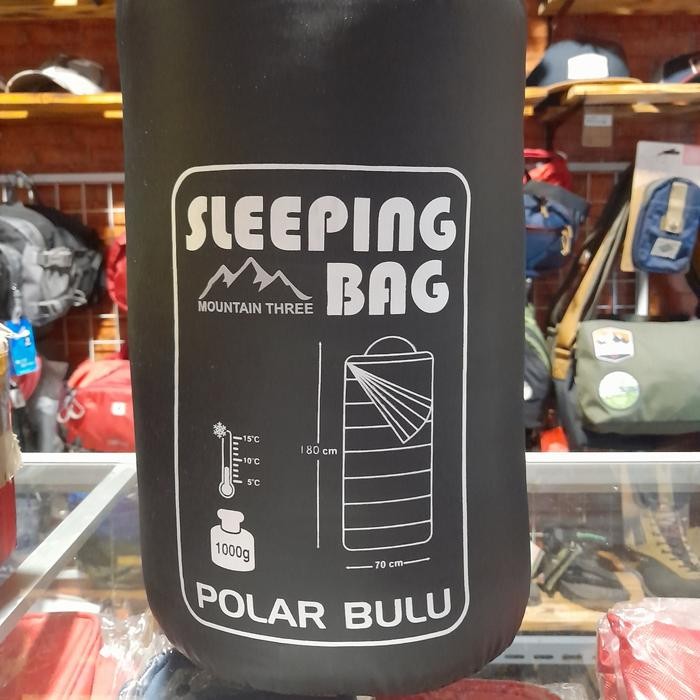 SLEEPING
BAG
MOUNTAIN THREE
180 cm
15°C
10°C
5°C
1000g
70 cm
POLAR BULU